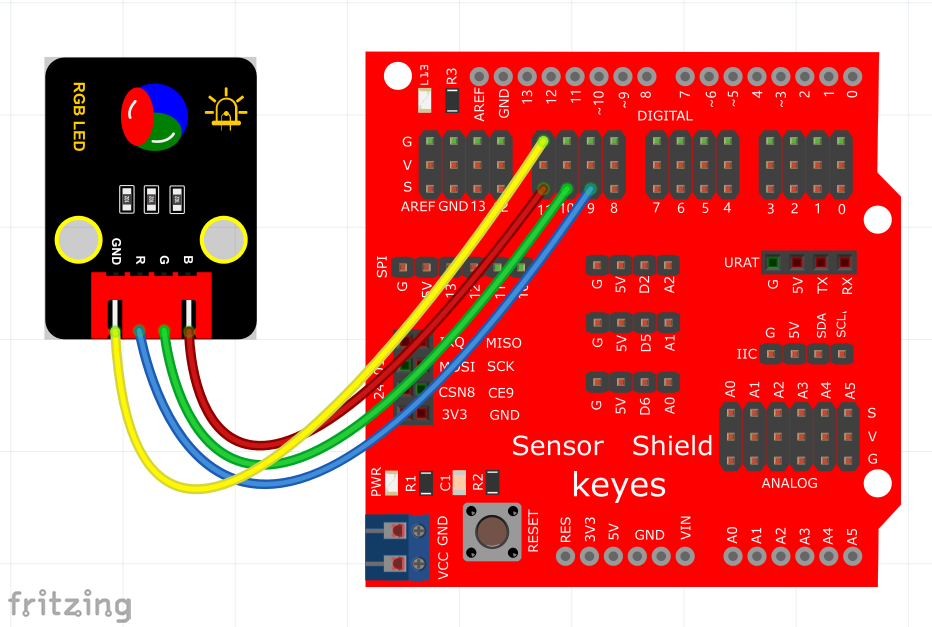 RGB LED
GND R G B
L13 R3
AREF GND 13 12 11 ~10 ~9 8 7 ~6 ~5 4 ~3 2 1 0
DIGITAL
G
V
S
AREF GND 13 10 9 8 7 6 5 4 3 2 1 0
SPI
G 5V 13 12 11
G 5V D2 A2
URAT
G 5V TX RX
G 5V D5 A1
G 5V SDA SCL
IIC
IRQ MISO
MOSI SCK
CSN8 CE9
3V3 GND
G 5V D6 A0
A0 A1 A2 A3 A4 A5
S
V
G
ANALOG
Sensor Shield
keyes
PWR R1 C1 R2
RESET
VCC GND
RES 3V3 5V GND VIN
A0 A1 A2 A3 A4 A5
fritzing